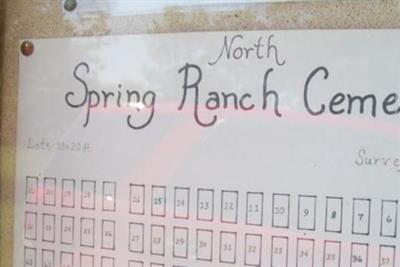 North
Spring Ranch Ceme
Lots 10x20 ft.
Surve
16 15 14 13 12 11 10 9 8 7 6
27 28 29 30 31 32 33 34 35 36 37